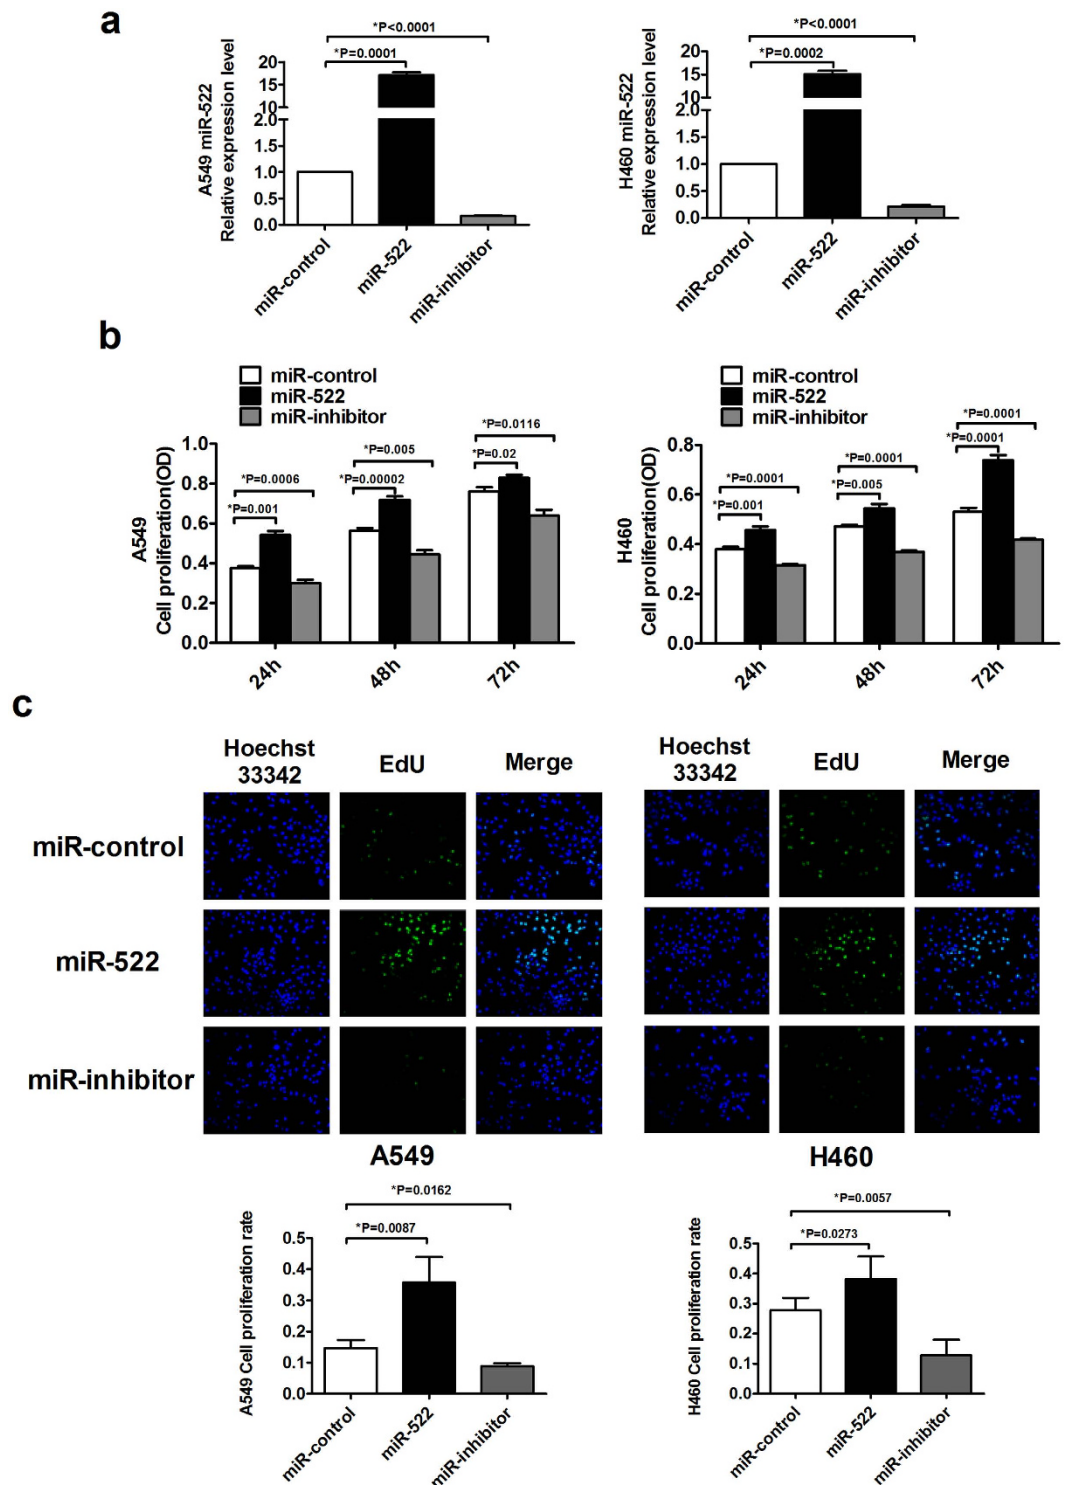 a
*P<0.0001
*P=0.0001
A549 miR-522
Relative expression level
20
15
10
2.0
1.5
1.0
0.5
0.0
miR-control
miR-522
miR-inhibitor
*P<0.0001
*P=0.0002
H460 miR-522
Relative expression level
20
15
10
2.0
1.5
1.0
0.5
0.0
miR-control
miR-522
miR-inhibitor
b
miR-control
miR-522
miR-inhibitor
A549
Cell proliferation(OD)
1.0
0.8
0.6
0.4
0.2
0.0
*P=0.0006
*P=0.001
*P=0.005
*P=0.00002
*P=0.0116
*P=0.02
24h
48h
72h
miR-control
miR-522
miR-inhibitor
H460
Cell proliferation(OD)
0.8
0.6
0.4
0.2
0.0
*P=0.0001
*P=0.001
*P=0.0001
*P=0.005
*P=0.0001
*P=0.0001
24h
48h
72h
c
Hoechst
33342
EdU
Merge
Hoechst
33342
EdU
Merge
miR-control
miR-522
miR-inhibitor
A549
H460
*P=0.0162
*P=0.0087
A549 Cell proliferation rate
0.5
0.4
0.3
0.2
0.1
0.0
miR-control
miR-522
miR-inhibitor
*P=0.0057
*P=0.0273
H460 Cell proliferation rate
0.5
0.4
0.3
0.2
0.1
0.0
miR-control
miR-522
miR-inhibitor